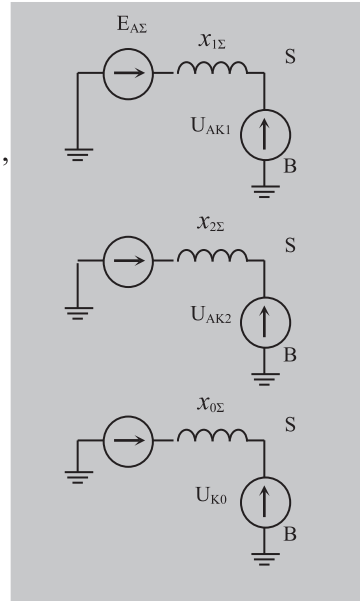 E_AΣ
x_1Σ
S
U_AK1
,
B
x_2Σ
S
U_AK2
B
x_0Σ
S
U_K0
B